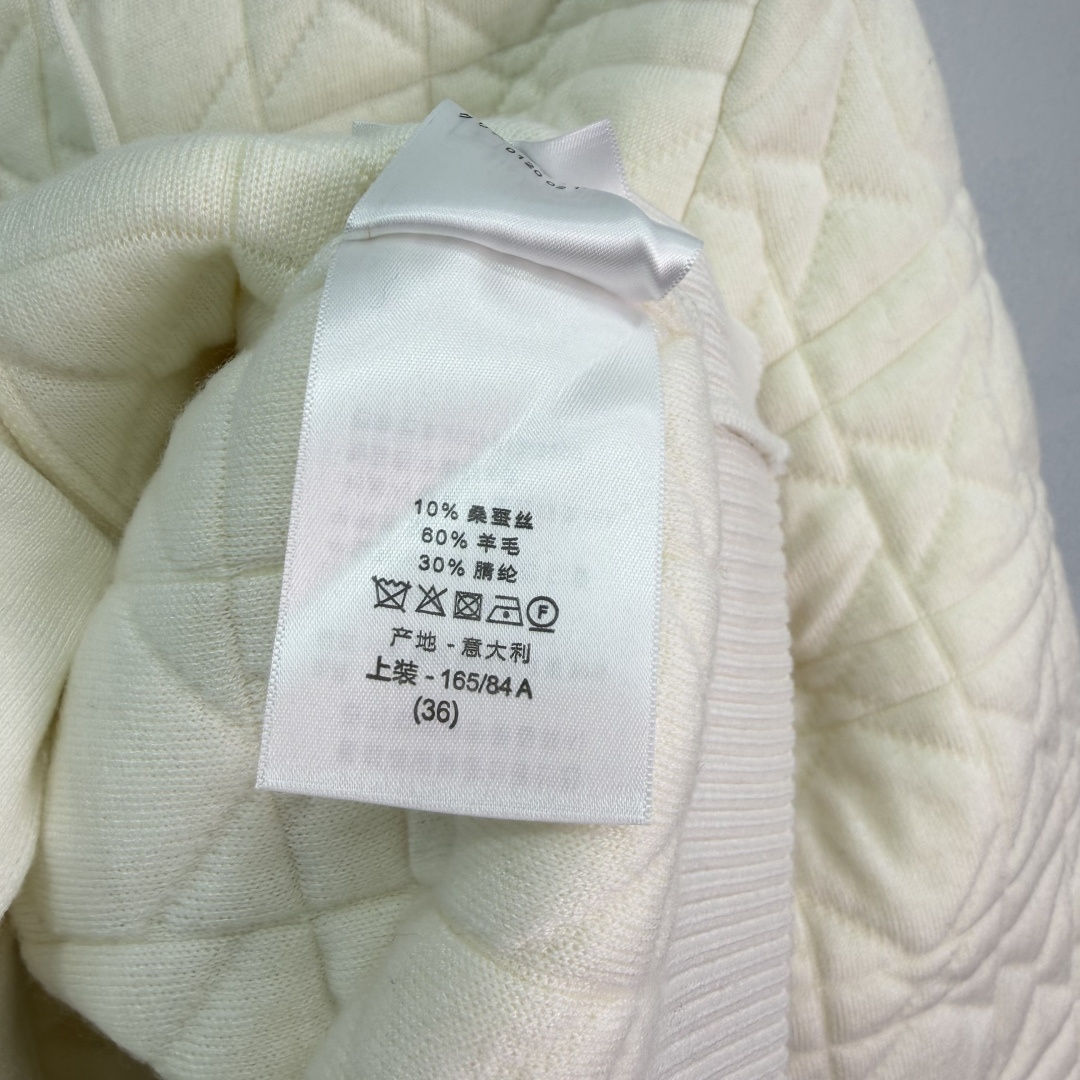 10% 桑蚕丝
60% 羊毛
30% 腈纶
F
产地 - 意大利
上装 - 165/84 A
(36)